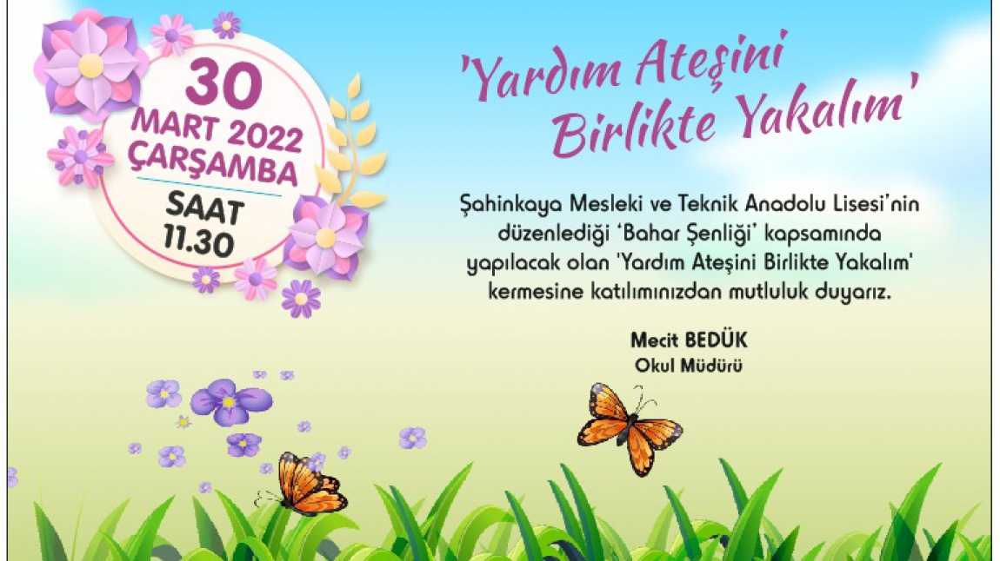 30
MART 2022
ÇARŞAMBA
SAAT
11.30
'Yardım Ateşini
Birlikte Yakalım'
Şahinkaya Mesleki ve Teknik Anadolu Lisesi’nin
düzenlediği ‘Bahar Şenliği’ kapsamında
yapılacak olan 'Yardım Ateşini Birlikte Yakalım'
kermesine katılımınızdan mutluluk duyarız.
Mecit BEDÜK
Okul Müdürü